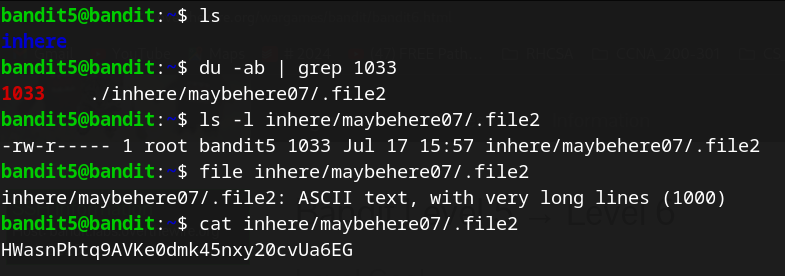 bandit5@bandit:~$ ls
inhere
bandit5@bandit:~$ du -ab | grep 1033
1033    ./inhere/maybehere07/.file2
bandit5@bandit:~$ ls -l inhere/maybehere07/.file2
-rw-r----- 1 root bandit5 1033 Jul 17 15:57 inhere/maybehere07/.file2
bandit5@bandit:~$ file inhere/maybehere07/.file2
inhere/maybehere07/.file2: ASCII text, with very long lines (1000)
bandit5@bandit:~$ cat inhere/maybehere07/.file2
HWasnPhtq9AVKe0dmk45nxy20cvUa6EG